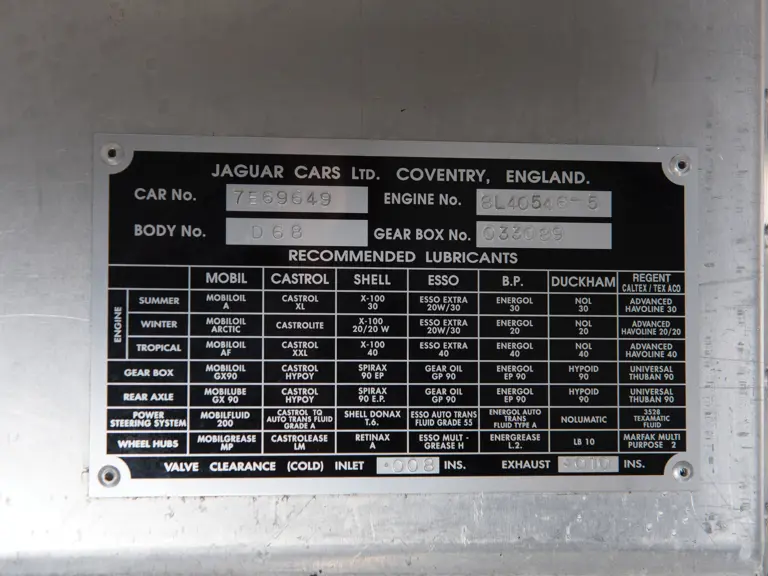 JAGUAR CARS LTD. COVENTRY, ENGLAND.
CAR No. 7E69649 ENGINE No. 8L40546-5
BODY No. D68 GEAR BOX No. 033089
RECOMMENDED LUBRICANTS
MOBIL CASTROL SHELL ESSO B.P. DUCKHAM REGENT CALTEX / TEX ACO
ENGINE
SUMMER MOBILOIL A CASTROL XL X-100 30 ESSO EXTRA 20W/30 ENERGOL 30 NOL 30 ADVANCED HAVOLINE 30
WINTER MOBILOIL ARCTIC CASTROLITE X-100 20/20 W ESSO EXTRA 20W/30 ENERGOL 20 NOL 20 ADVANCED HAVOLINE 20/20
TROPICAL MOBILOIL AF CASTROL XXL X-100 40 ESSO EXTRA 40 ENERGOL 40 NOL 40 ADVANCED HAVOLINE 40
GEAR BOX MOBILOIL GX90 CASTROL HYPOY SPIRAX 90 EP GEAR OIL GP 90 ENERGOL EP 90 HYPOID 90 UNIVERSAL THUBAN 90
REAR AXLE MOBILUBE GX 90 CASTROL HYPOY SPIRAX 90 E.P. GEAR OIL GP 90 ENERGOL EP 90 HYPOID 90 UNIVERSAL THUBAN 90
POWER STEERING SYSTEM MOBILFLUID 200 CASTROL TQ AUTO TRANS FLUID GRADE A SHELL DONAX T.6. ESSO AUTO TRANS FLUID GRADE 55 ENERGOL AUTO TRANS FLUID TYPE A NOLUMATIC 3528 TEXAMATIC FLUID
WHEEL HUBS MOBILGREASE MP CASTROLEASE LM RETINAX A ESSO MULT - GREASE H ENERGREASE L.2. LB 10 MARFAK MULTI PURPOSE 2
VALVE CLEARANCE (COLD) INLET .008 INS. EXHAUST INS.